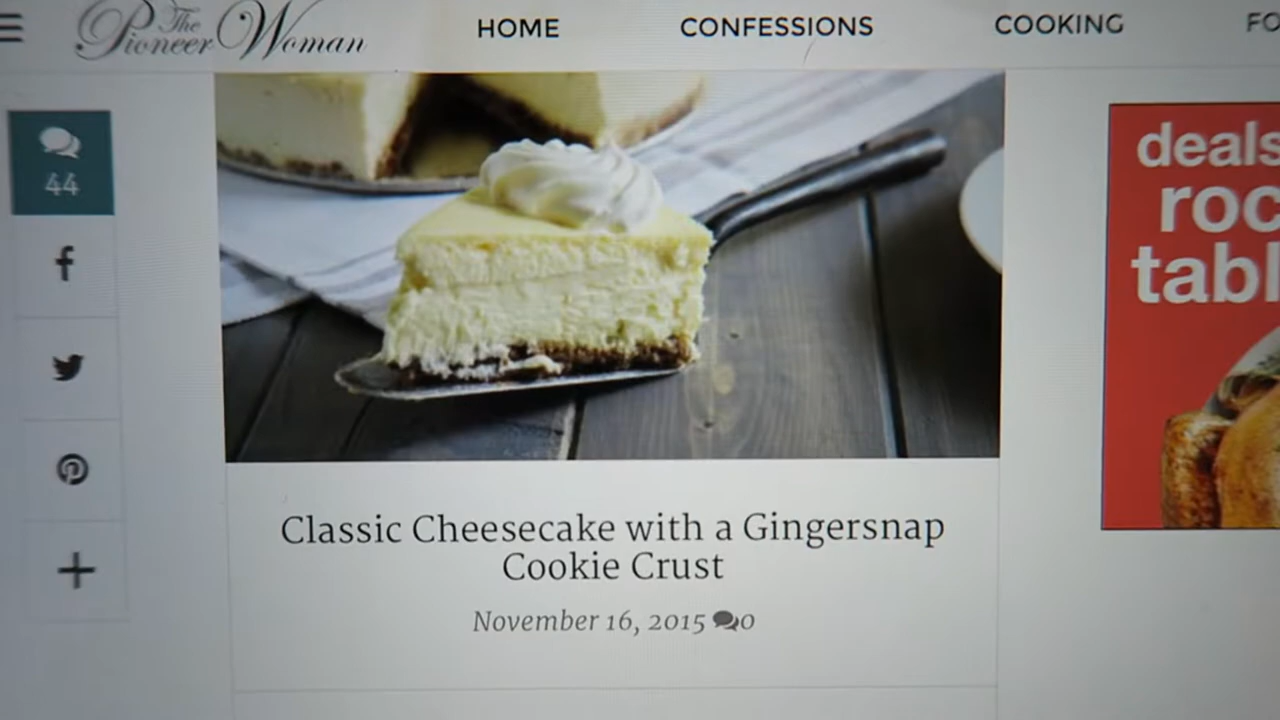 The
Pioneer Woman
HOME
CONFESSIONS
COOKING
FO
44
deals
roc
tabl
Classic Cheesecake with a Gingersnap
Cookie Crust
November 16, 2015 0